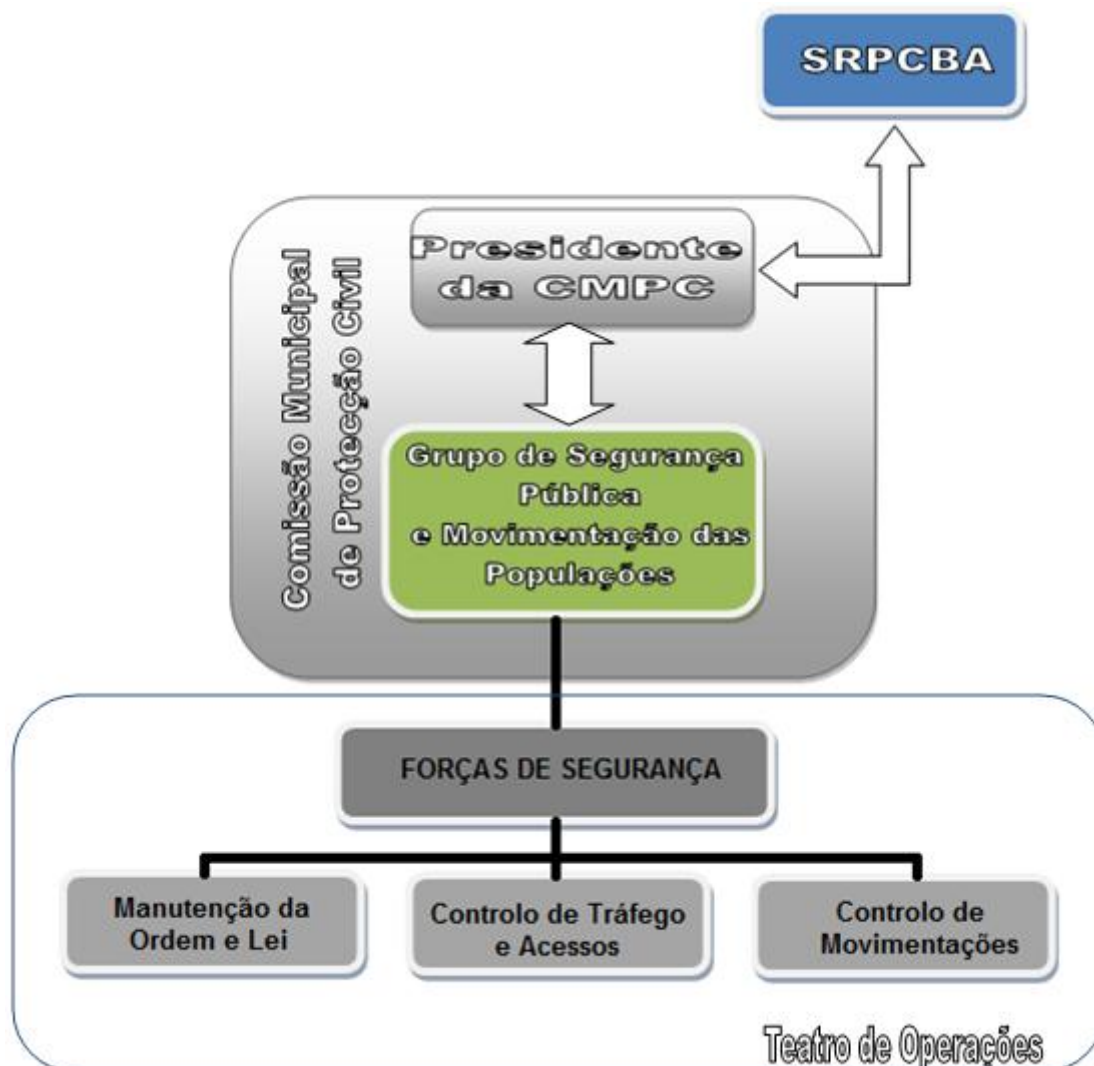 SRPCBA
Presidente
da CMPC
Comissão Municipal
de Protecção Civil
Grupo de Segurança
Pública
e Movimentação das
Populações
FORÇAS DE SEGURANÇA
Manutenção da
Ordem e Lei
Controlo de Tráfego
e Acessos
Controlo de
Movimentações
Teatro de Operações